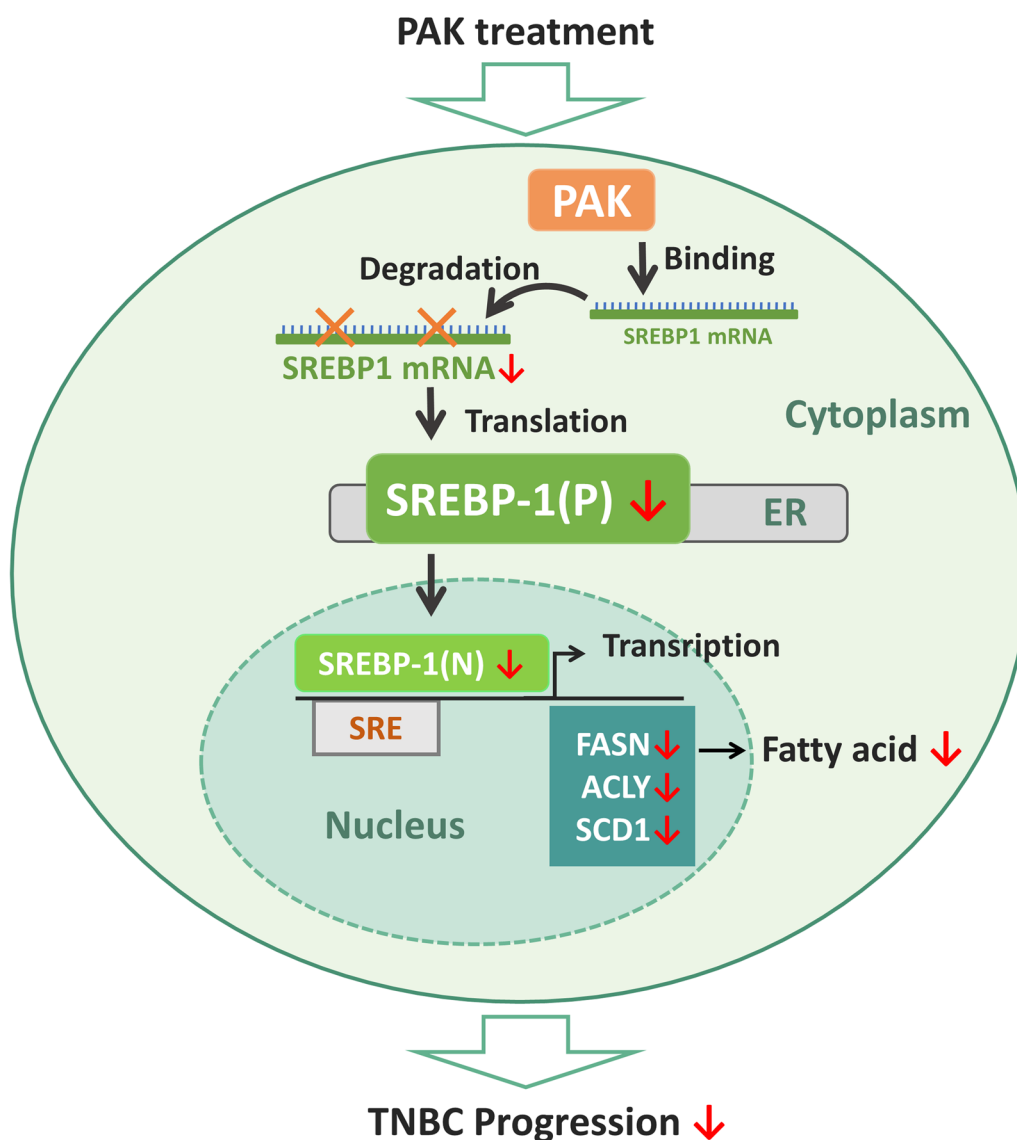 PAK treatment
PAK
Binding
Degradation
SREBP1 mRNA
SREBP1 mRNA↓
Translation
Cytoplasm
SREBP-1(P) ↓
ER
SREBP-1(N) ↓
Transription
SRE
FASN↓
ACLY↓
SCD1↓
Fatty acid ↓
Nucleus
TNBC Progression ↓